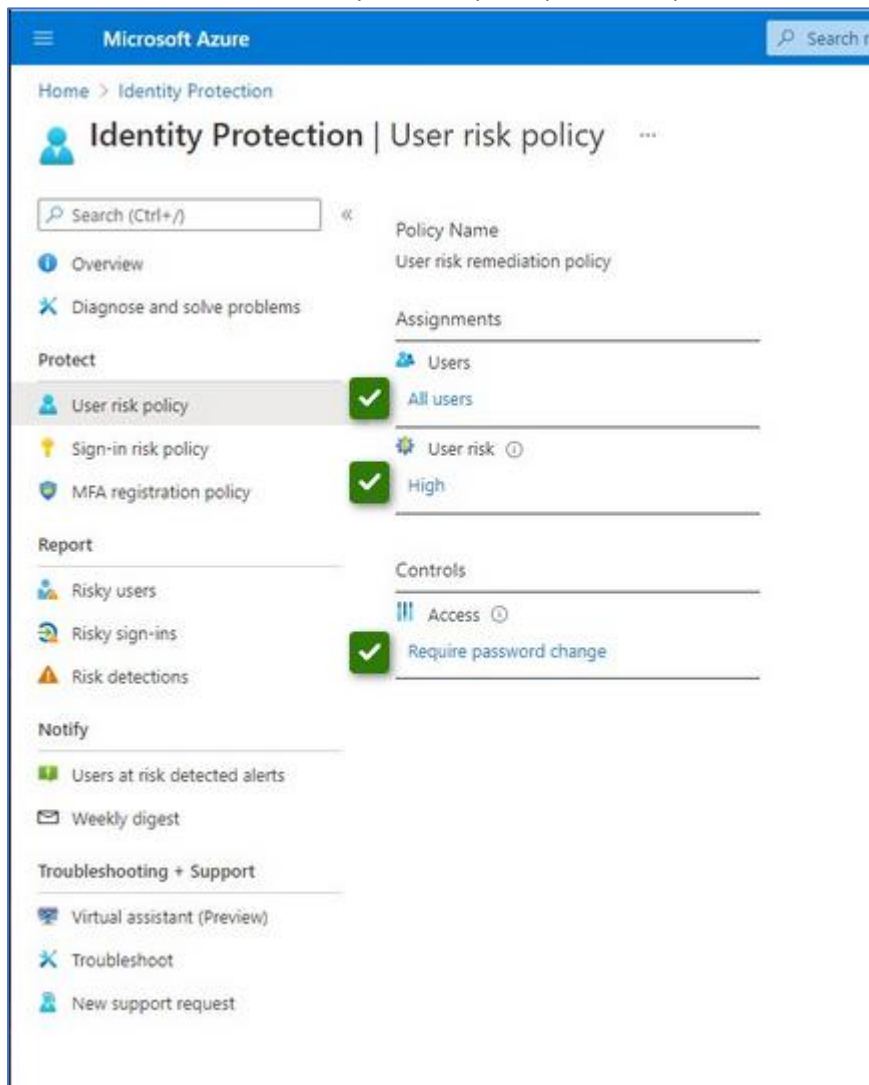 Microsoft Azure
Search
Home > Identity Protection
Identity Protection | User risk policy ...
Search (Ctrl+/)
«
Overview
Diagnose and solve problems
Protect
User risk policy
Sign-in risk policy
MFA registration policy
Report
Risky users
Risky sign-ins
Risk detections
Notify
Users at risk detected alerts
Weekly digest
Troubleshooting + Support
Virtual assistant (Preview)
Troubleshoot
New support request
Policy Name
User risk remediation policy
Assignments
Users
All users
User risk
High
Controls
Access
Require password change